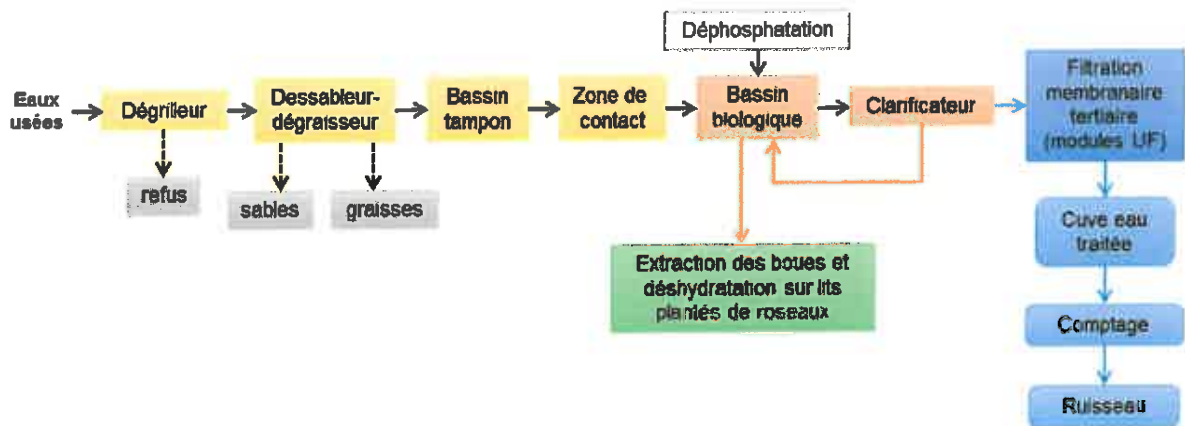 Déphosphatation
Eaux
usées
Dégrilleur
Dessableur-
dégraisseur
Bassin
tampon
Zone de
contact
Bassin
biologique
Clarificateur
Filtration
membranaire
tertiaire
(modules UF)
refus
sables
graisses
Cuve eau
traitée
Extraction des boues et
déshydratation sur lits
plantés de roseaux
Comptage
Ruisseau